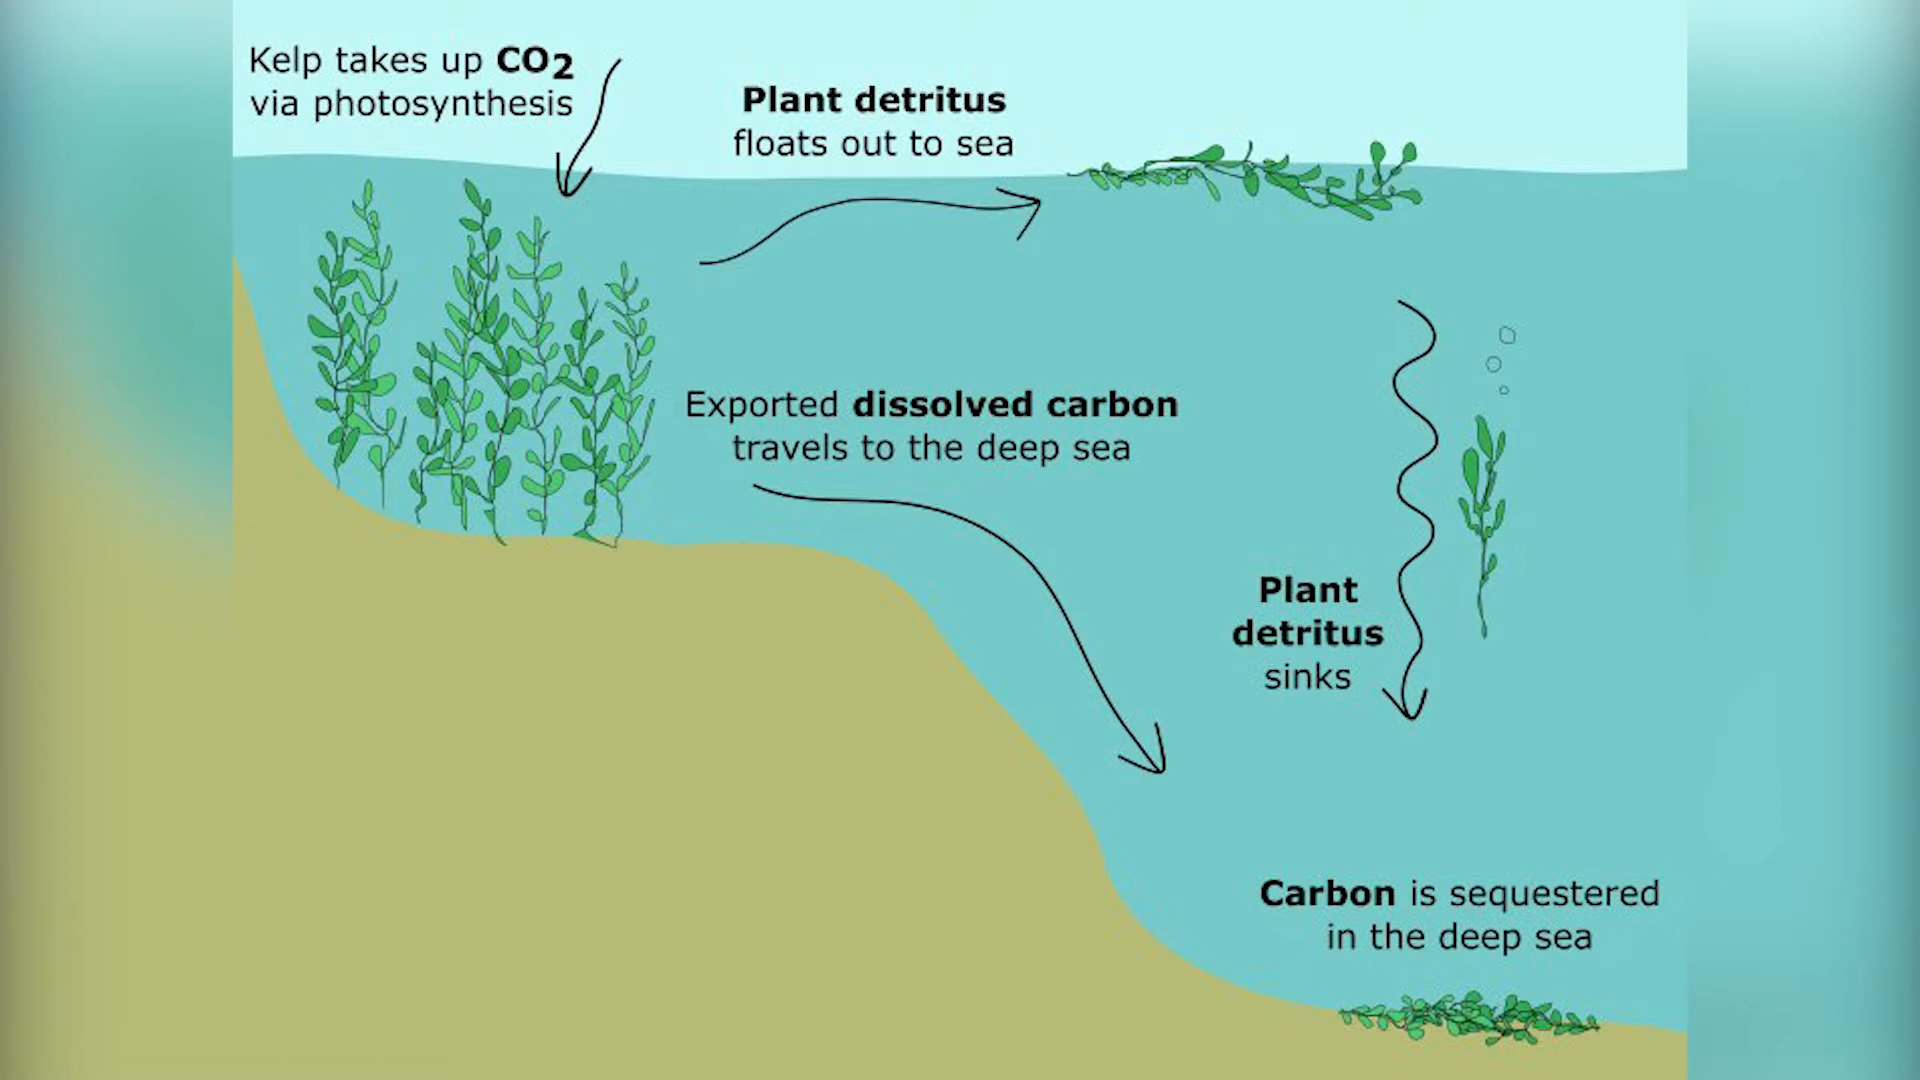 Kelp takes up CO2
via photosynthesis
Plant detritus
floats out to sea
Exported dissolved carbon
travels to the deep sea
Plant
detritus
sinks
Carbon is sequestered
in the deep sea